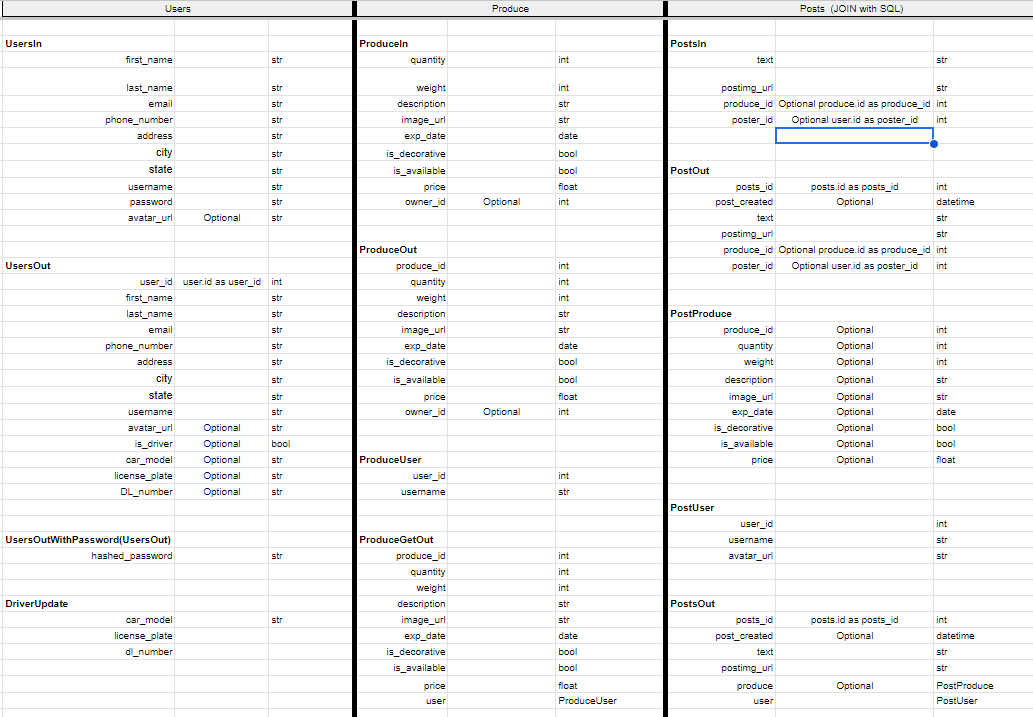 Users
UsersIn
first_name str
last_name str
email str
phone_number str
address str
city str
state str
username str
password str
avatar_url Optional str
UsersOut
user_id user.id as user_id int
first_name str
last_name str
email str
phone_number str
address str
city str
state str
username str
avatar_url Optional str
is_driver Optional bool
car_model Optional str
license_plate Optional str
DL_number Optional str
UsersOutWithPassword(UsersOut)
hashed_password str
DriverUpdate
car_model str
license_plate
dl_number
Produce
ProduceIn
quantity int
weight int
description str
image_url str
exp_date date
is_decorative bool
is_available bool
price float
owner_id Optional int
ProduceOut
produce_id int
quantity int
weight int
description str
image_url str
exp_date date
is_decorative bool
is_available bool
price float
owner_id Optional int
ProduceUser
user_id int
username str
ProduceGetOut
produce_id int
quantity int
weight int
description str
image_url str
exp_date date
is_decorative bool
is_available bool
price float
user ProduceUser
Posts (JOIN with SQL)
PostsIn
text str
postimg_url str
produce_id Optional produce.id as produce_id int
poster_id Optional user.id as poster_id int
PostOut
posts_id posts.id as posts_id int
post_created Optional datetime
text str
postimg_url str
produce_id Optional produce.id as produce_id int
poster_id Optional user.id as poster_id int
PostProduce
produce_id Optional int
quantity Optional int
weight Optional int
description Optional str
image_url Optional str
exp_date Optional date
is_decorative Optional bool
is_available Optional bool
price Optional float
PostUser
user_id int
username str
avatar_url str
PostsOut
posts_id posts.id as posts_id int
post_created Optional datetime
text str
postimg_url str
produce Optional PostProduce
user PostUser